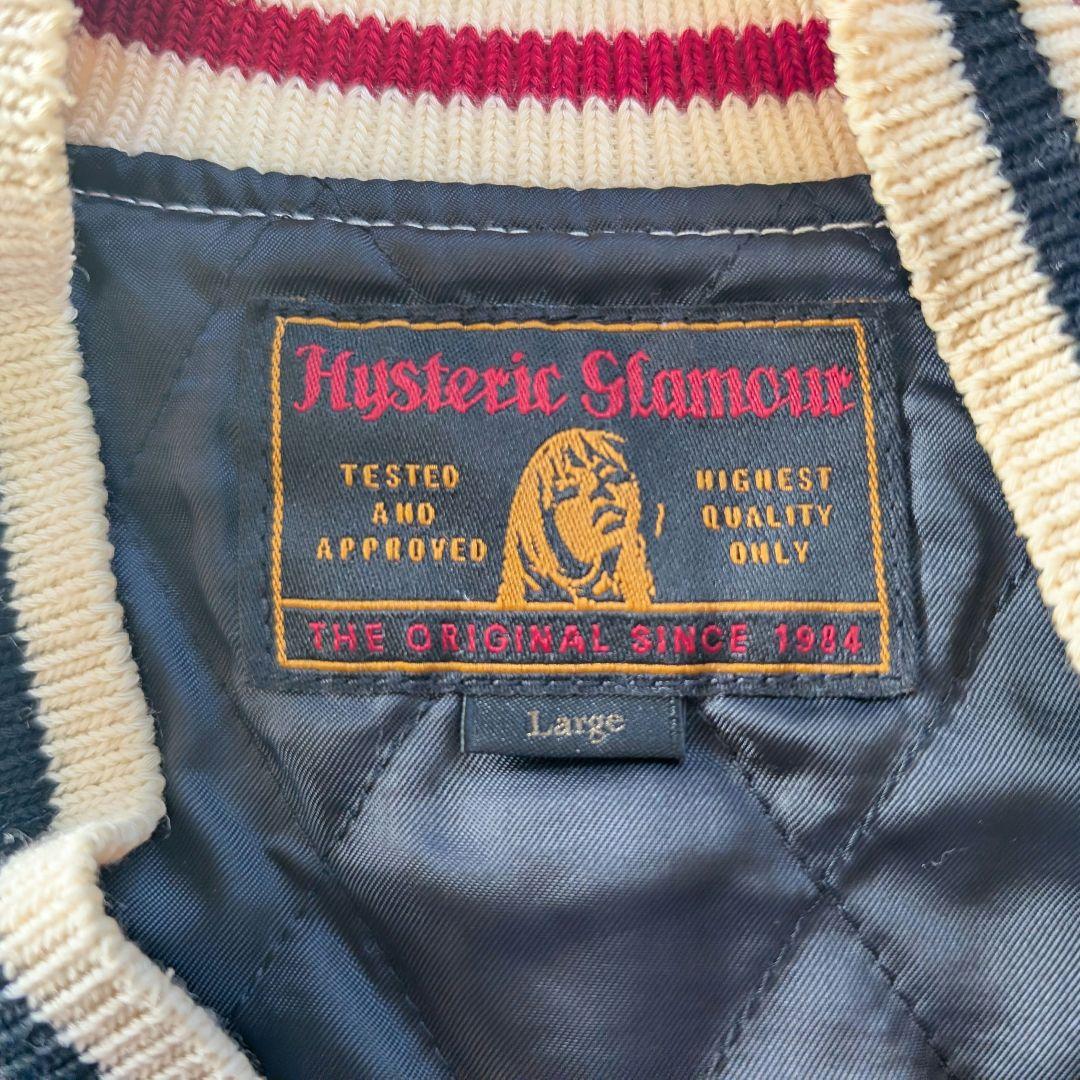 Hysteric Glamour
TESTED
AND
APPROVED
HIGHEST
QUALITY
ONLY
THE ORIGINAL SINCE 1984
Large